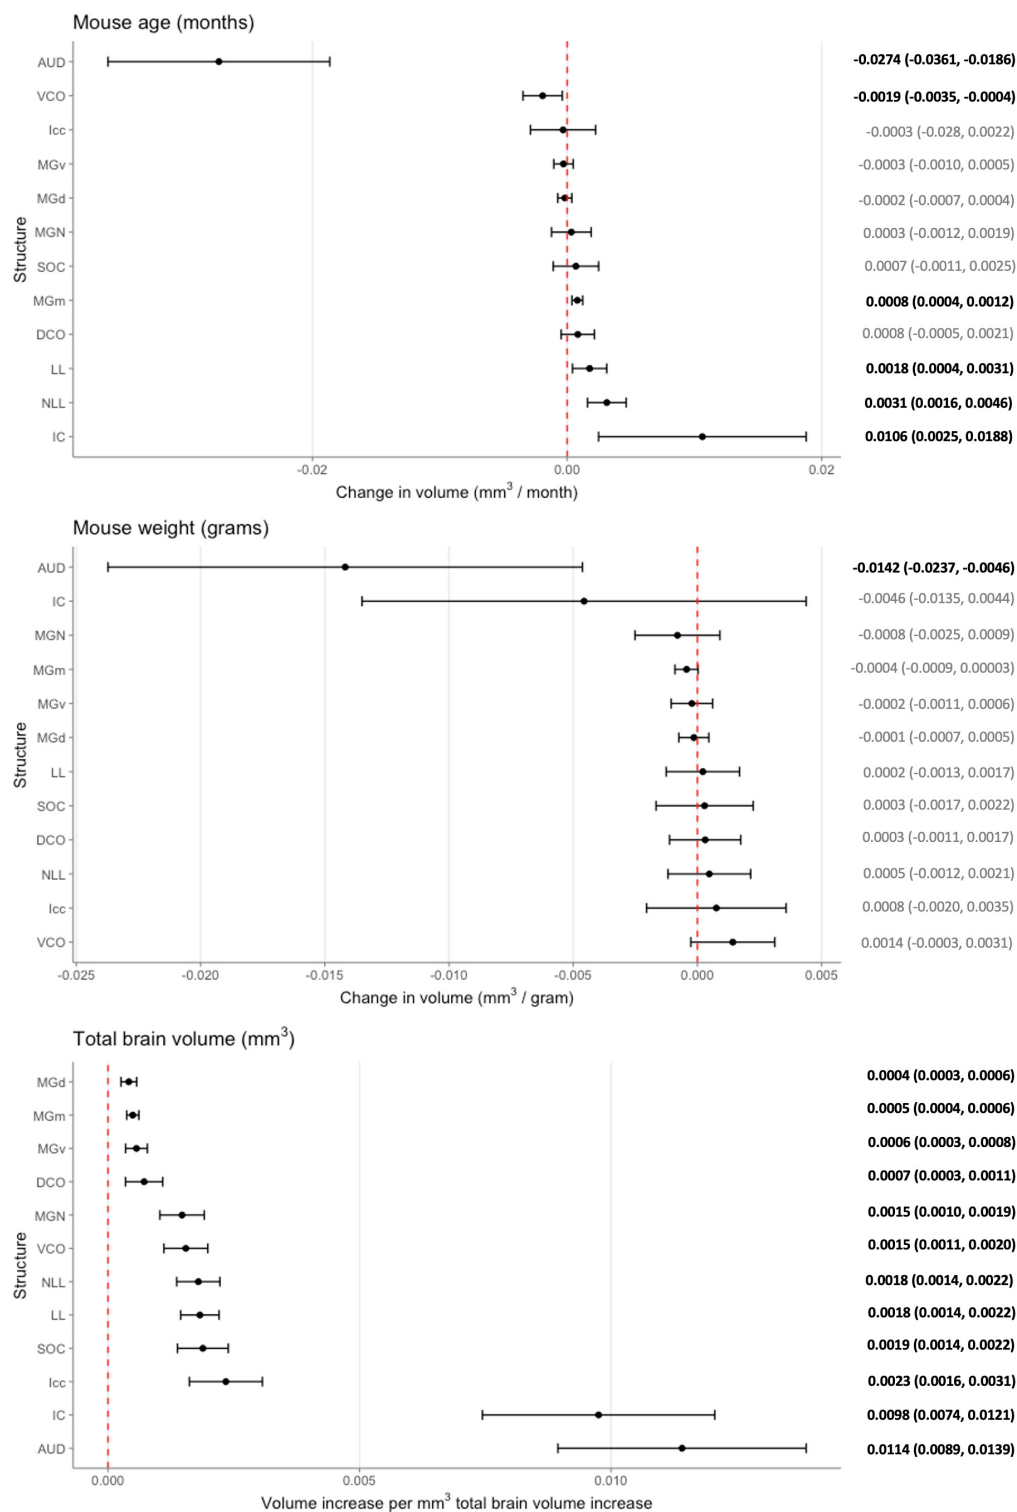 Mouse age (months)
AUD -0.0274 (-0.0361, -0.0186)
VCO -0.0019 (-0.0035, -0.0004)
Icc -0.0003 (-0.028, 0.0022)
MGv -0.0003 (-0.0010, 0.0005)
MGd -0.0002 (-0.0007, 0.0004)
MGN 0.0003 (-0.0012, 0.0019)
SOC 0.0007 (-0.0011, 0.0025)
MGm 0.0008 (0.0004, 0.0012)
DCO 0.0008 (-0.0005, 0.0021)
LL 0.0018 (0.0004, 0.0031)
NLL 0.0031 (0.0016, 0.0046)
IC 0.0106 (0.0025, 0.0188)
Structure
-0.02 0.00 0.02
Change in volume (mm³ / month)
Mouse weight (grams)
AUD -0.0142 (-0.0237, -0.0046)
IC -0.0046 (-0.0135, 0.0044)
MGN -0.0008 (-0.0025, 0.0009)
MGm -0.0004 (-0.0009, 0.00003)
MGv -0.0002 (-0.0011, 0.0006)
MGd -0.0001 (-0.0007, 0.0005)
LL 0.0002 (-0.0013, 0.0017)
SOC 0.0003 (-0.0017, 0.0022)
DCO 0.0003 (-0.0011, 0.0017)
NLL 0.0005 (-0.0012, 0.0021)
Icc 0.0008 (-0.0020, 0.0035)
VCO 0.0014 (-0.0003, 0.0031)
Structure
-0.025 -0.020 -0.015 -0.010 -0.005 0.000 0.005
Change in volume (mm³ / gram)
Total brain volume (mm³)
MGd 0.0004 (0.0003, 0.0006)
MGm 0.0005 (0.0004, 0.0006)
MGv 0.0006 (0.0003, 0.0008)
DCO 0.0007 (0.0003, 0.0011)
MGN 0.0015 (0.0010, 0.0019)
VCO 0.0015 (0.0011, 0.0020)
NLL 0.0018 (0.0014, 0.0022)
LL 0.0018 (0.0014, 0.0022)
SOC 0.0019 (0.0014, 0.0022)
Icc 0.0023 (0.0016, 0.0031)
IC 0.0098 (0.0074, 0.0121)
AUD 0.0114 (0.0089, 0.0139)
Structure
0.000 0.005 0.010
Volume increase per mm³ total brain volume increase